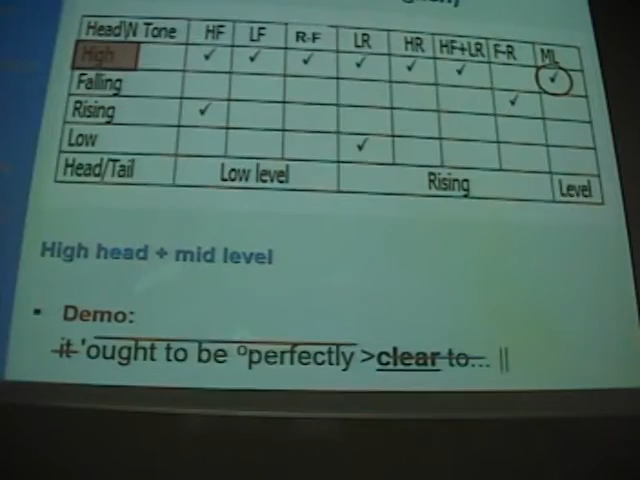 Head\N Tone HF LF R-F LR HR HF+LR F-R ML
High ✓ ✓ ✓ ✓ ✓ ✓ ✓
Falling ✓
Rising ✓
Low ✓
Head/Tail Low level Rising Level
High head + mid level
▪ Demo:
it 'ought to be °perfectly >clear to... ||